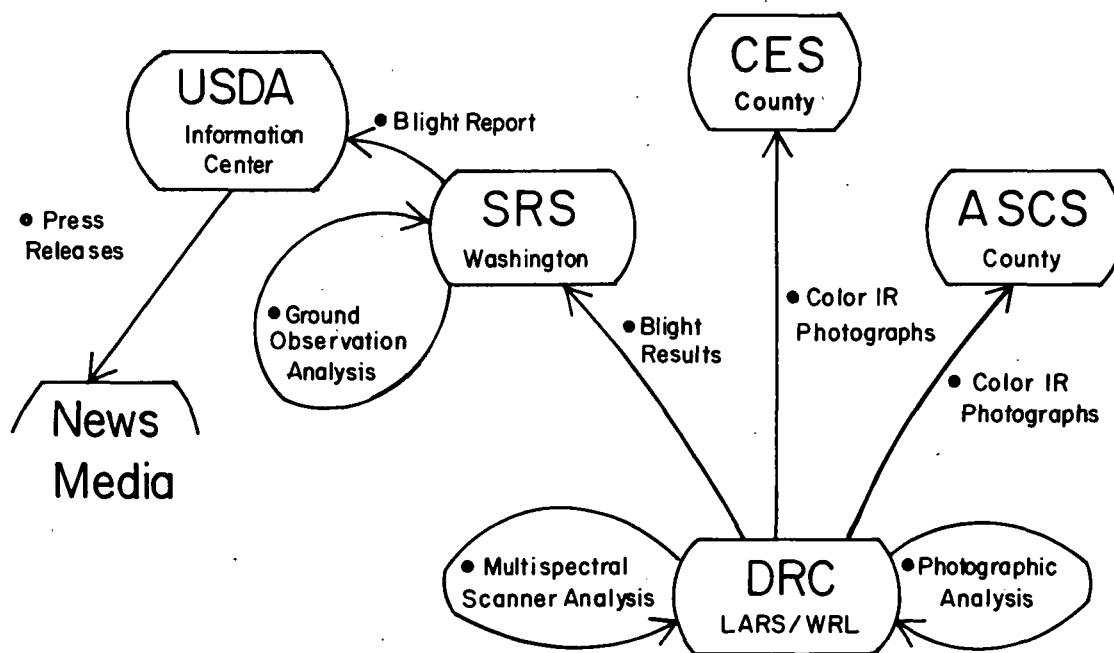 USDA
Information
Center
CES
County
• Blight Report
SRS
Washington
ASCS
County
• Press
Releases
• Ground
Observation
Analysis
• Blight
Results
• Color IR
Photographs
• Color IR
Photographs
News
Media
• Multispectral
Scanner Analysis
DRC
LARS/WRL
• Photographic
Analysis